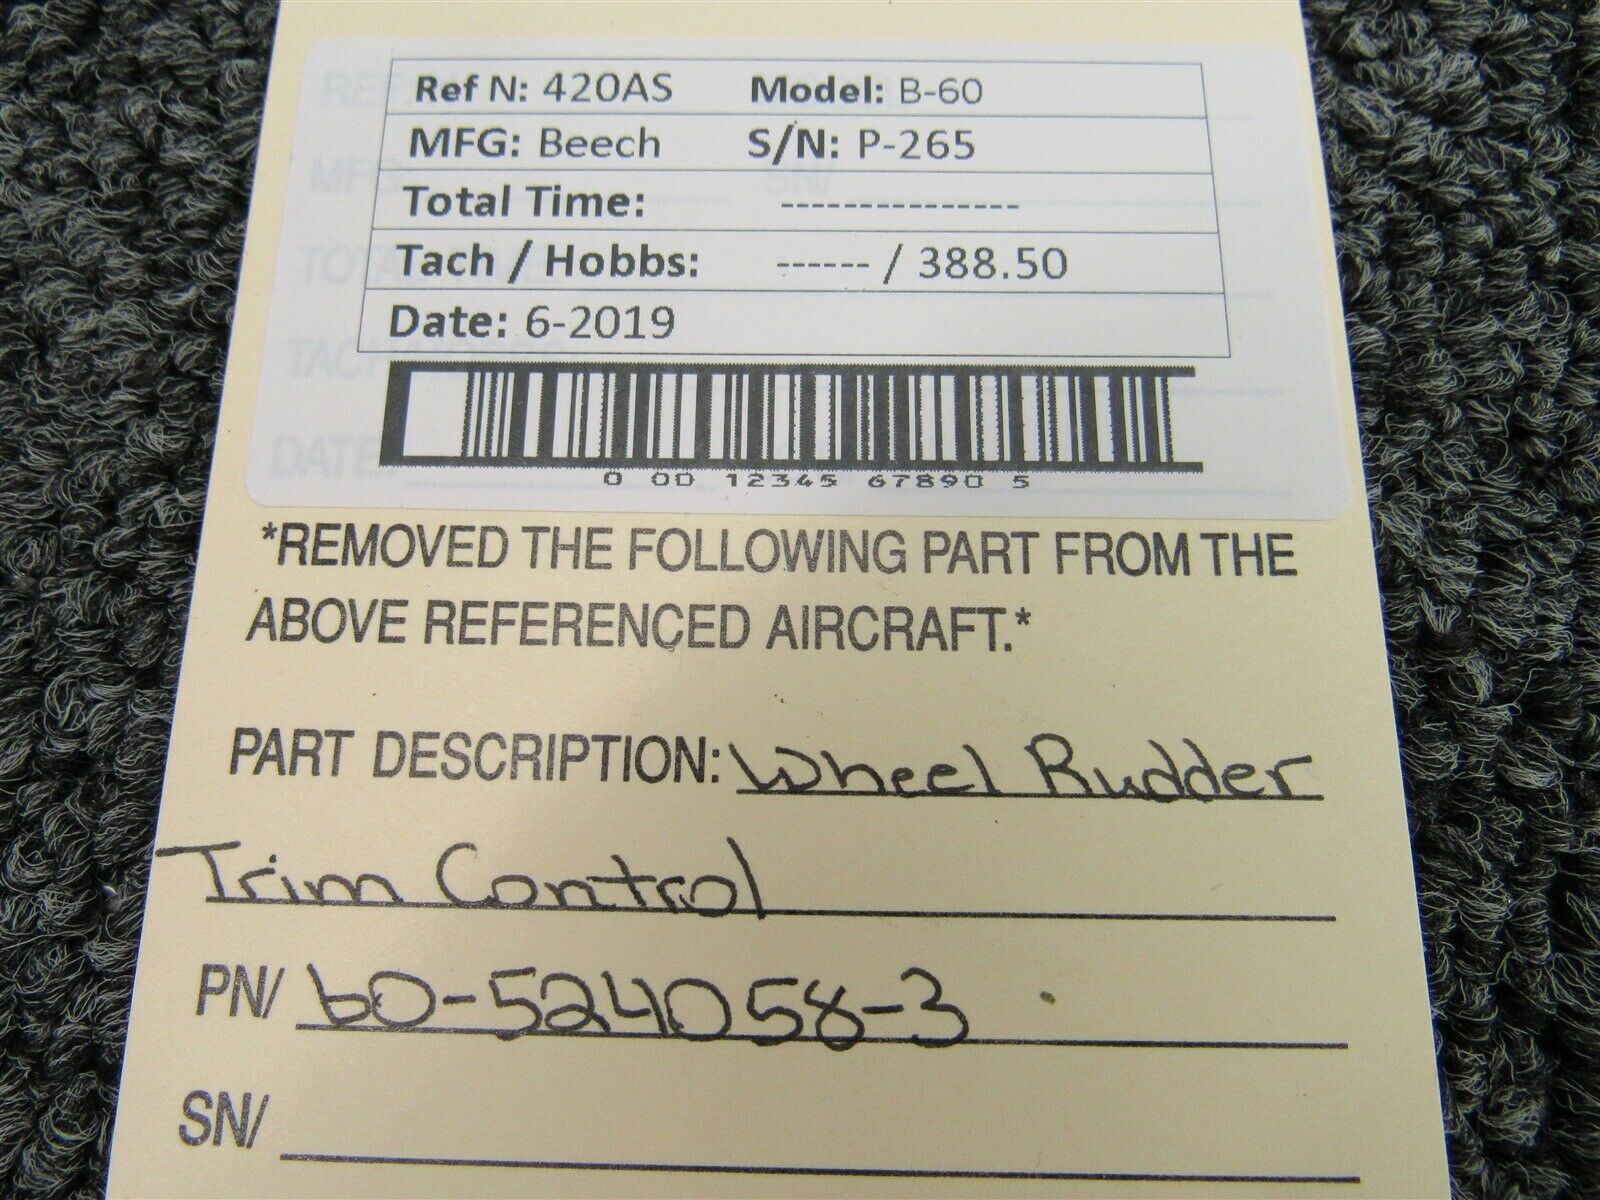 Ref N: 420AS Model: B-60
MFG: Beech S/N: P-265
Total Time: ---------------
Tach / Hobbs: ------ / 388.50
Date: 6-2019
0 00 12345 67890 5
*REMOVED THE FOLLOWING PART FROM THE
ABOVE REFERENCED AIRCRAFT.*
PART DESCRIPTION: Wheel Rudder
Trim Control
PN/ 60-524058-3
SN/